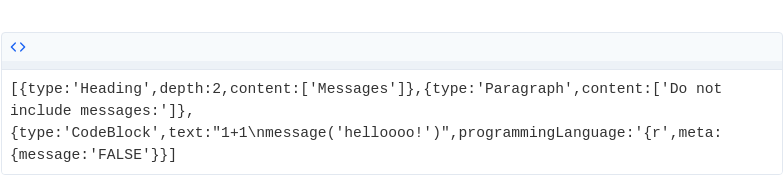 <>
[{type:'Heading',depth:2,content:['Messages']},{type:'Paragraph',content:['Do not
include messages:']},
{type:'CodeBlock',text:"1+1\nmessage('helloooo!')",programmingLanguage:'{r',meta:
{message:'FALSE'}}]